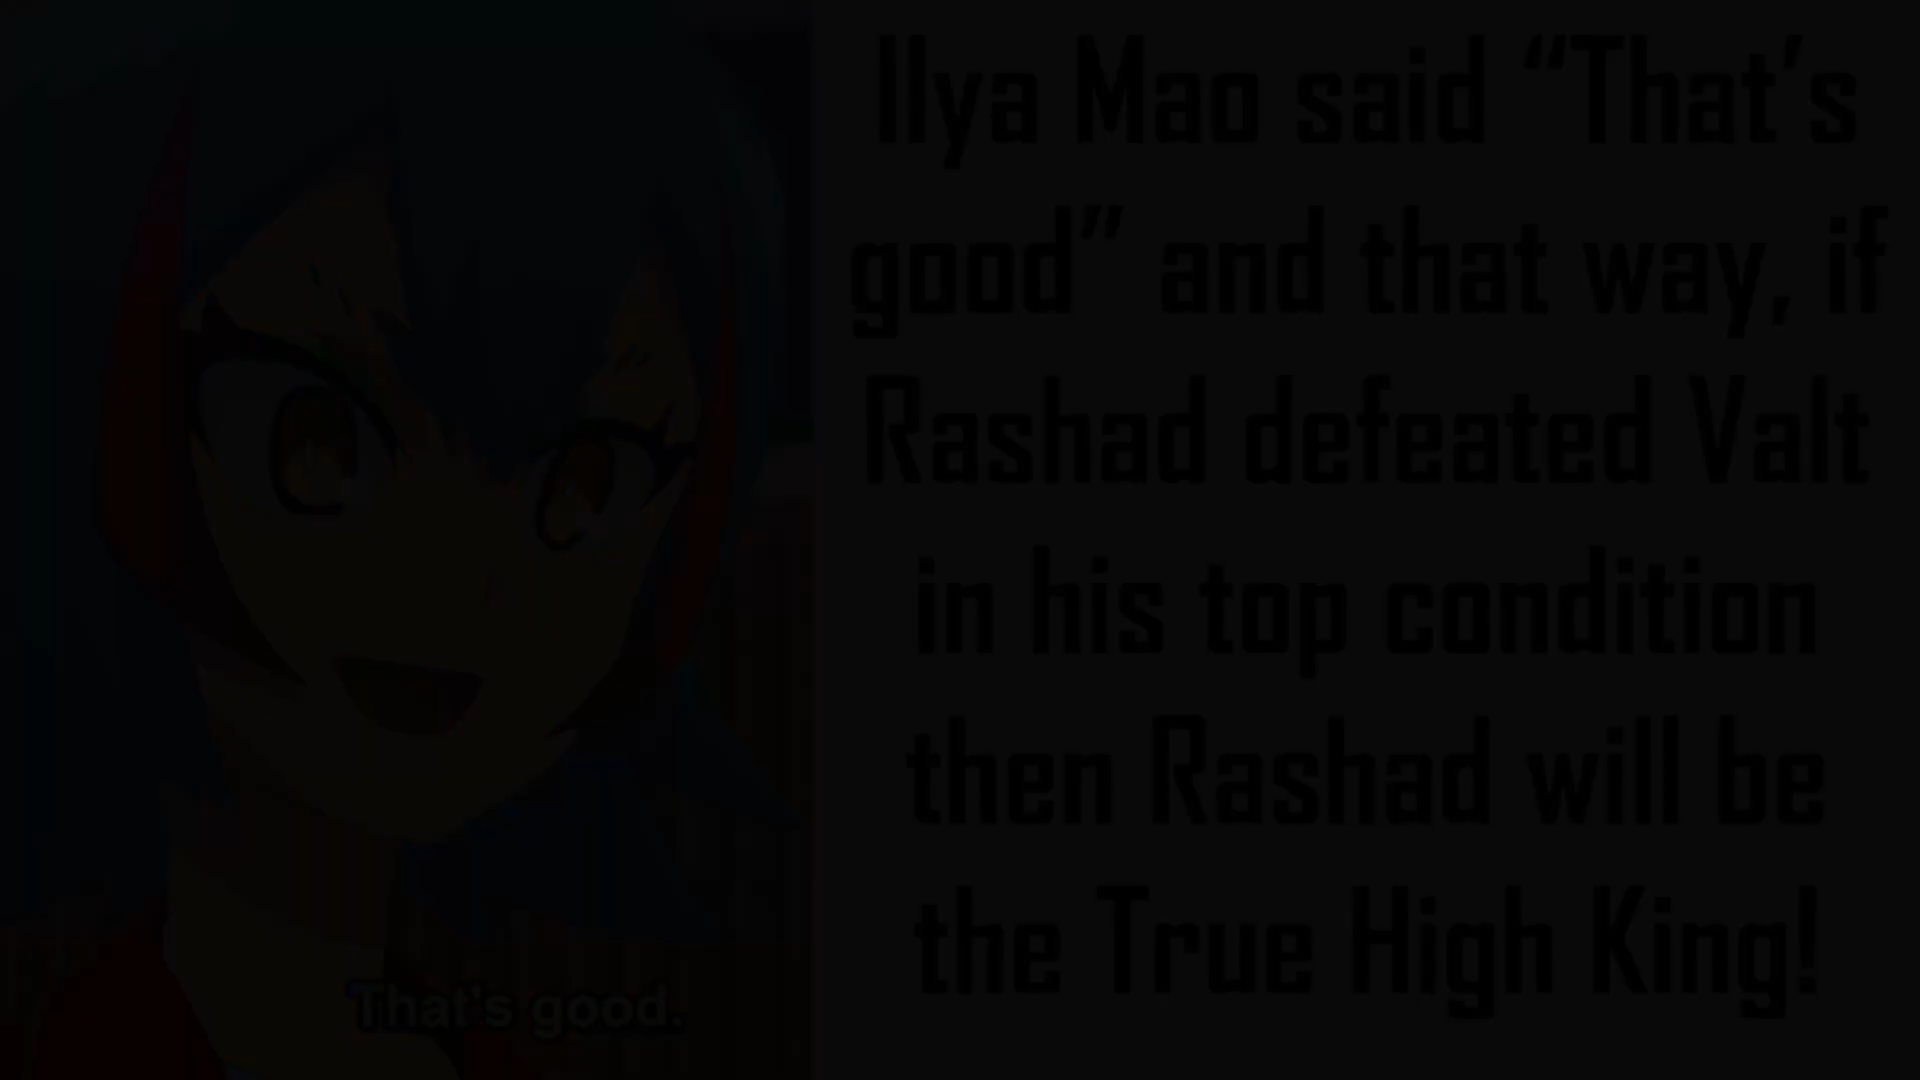 Ilya Mao said “That’s
good” and that way, if
Rashad defeated Valt
in his top condition
then Rashad will be
the True High King!
That's good.